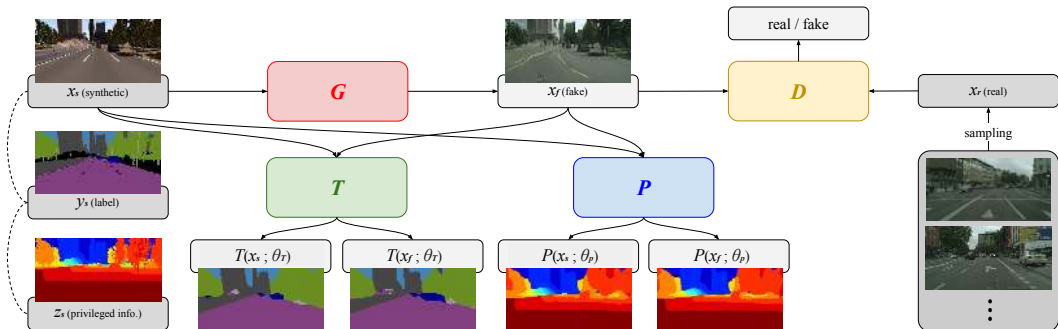 real / fake
xs (synthetic)
G
xf (fake)
D
xr (real)
sampling
ys (label)
T
P
zs (privileged info.)
T(xs ; θT)
T(xf ; θT)
P(xs ; θp)
P(xf ; θp)